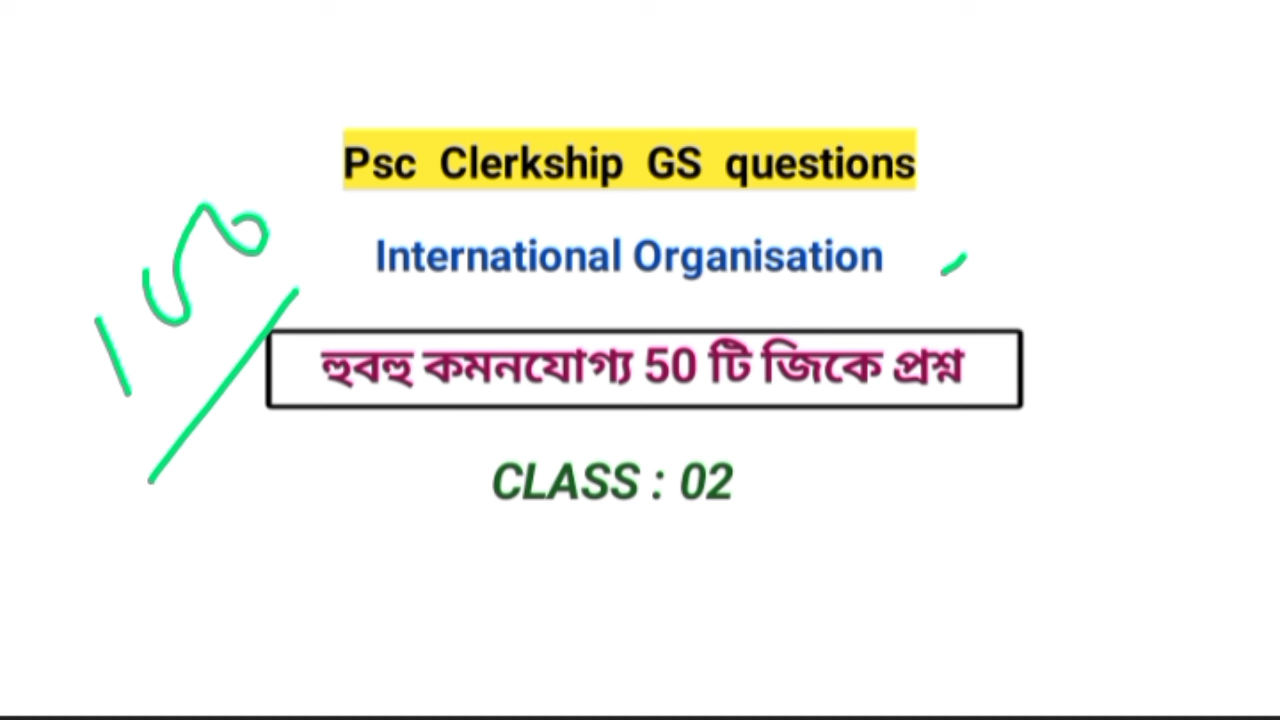 Psc Clerkship GS questions
International Organisation
হুবহু কমনযোগ্য 50 টি জিকে প্রশ্ন
CLASS : 02